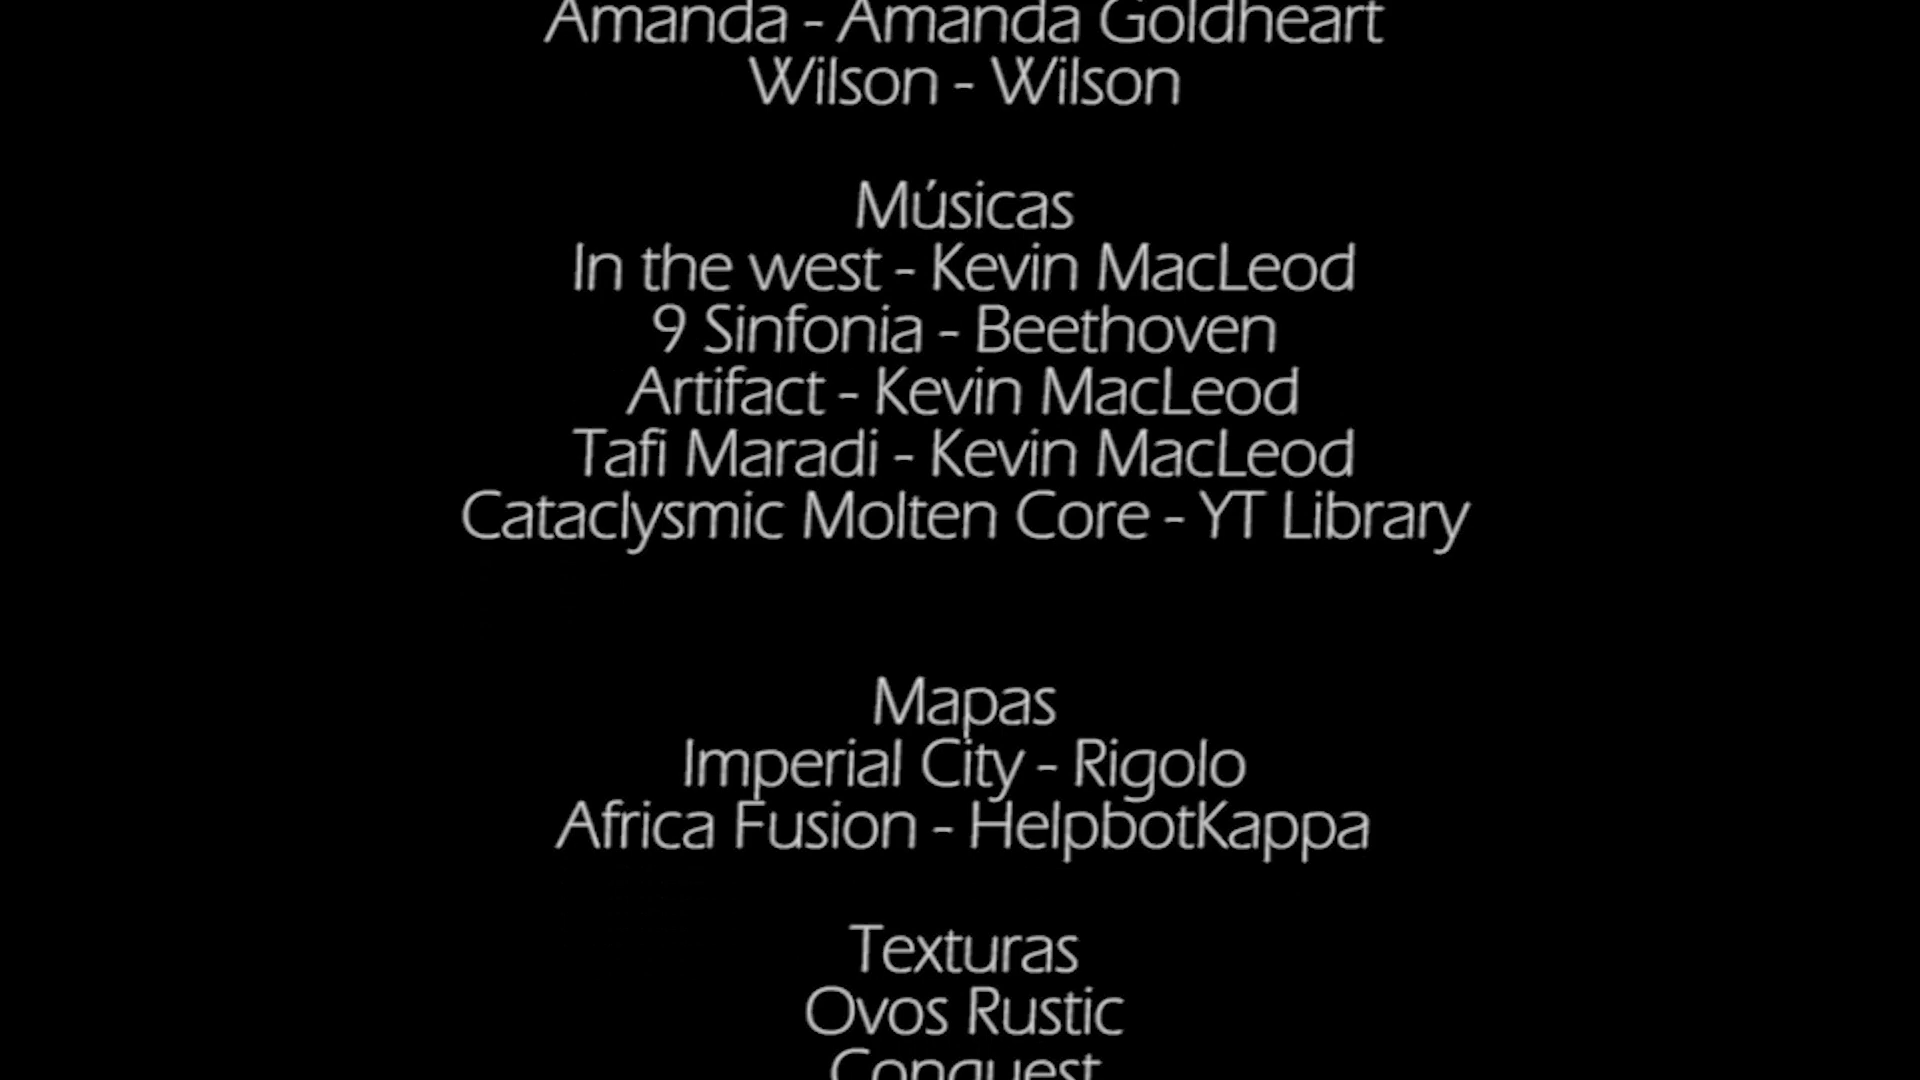 Amanda - Amanda Goldheart
Wilson - Wilson
Músicas
In the west - Kevin MacLeod
9 Sinfonia - Beethoven
Artifact - Kevin MacLeod
Tafi Maradi - Kevin MacLeod
Cataclysmic Molten Core - YT Library
Mapas
Imperial City - Rigolo
Africa Fusion - HelpbotKappa
Texturas
Ovos Rustic
Conquest